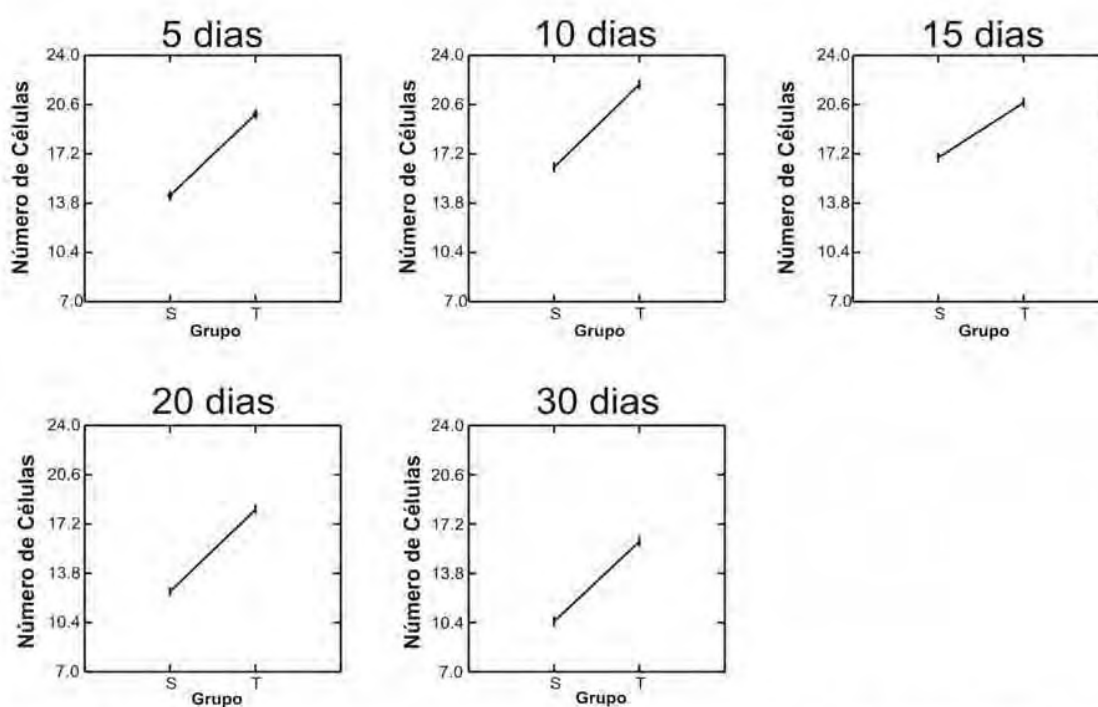 5 dias
Número de Células
24.0
20.6
17.2
13.8
10.4
7.0
S T
Grupo
10 dias
Número de Células
24.0
20.6
17.2
13.8
10.4
7.0
S T
Grupo
15 dias
Número de Células
24.0
20.6
17.2
13.8
10.4
7.0
S T
Grupo
20 dias
Número de Células
24.0
20.6
17.2
13.8
10.4
7.0
S T
Grupo
30 dias
Número de Células
24.0
20.6
17.2
13.8
10.4
7.0
S T
Grupo